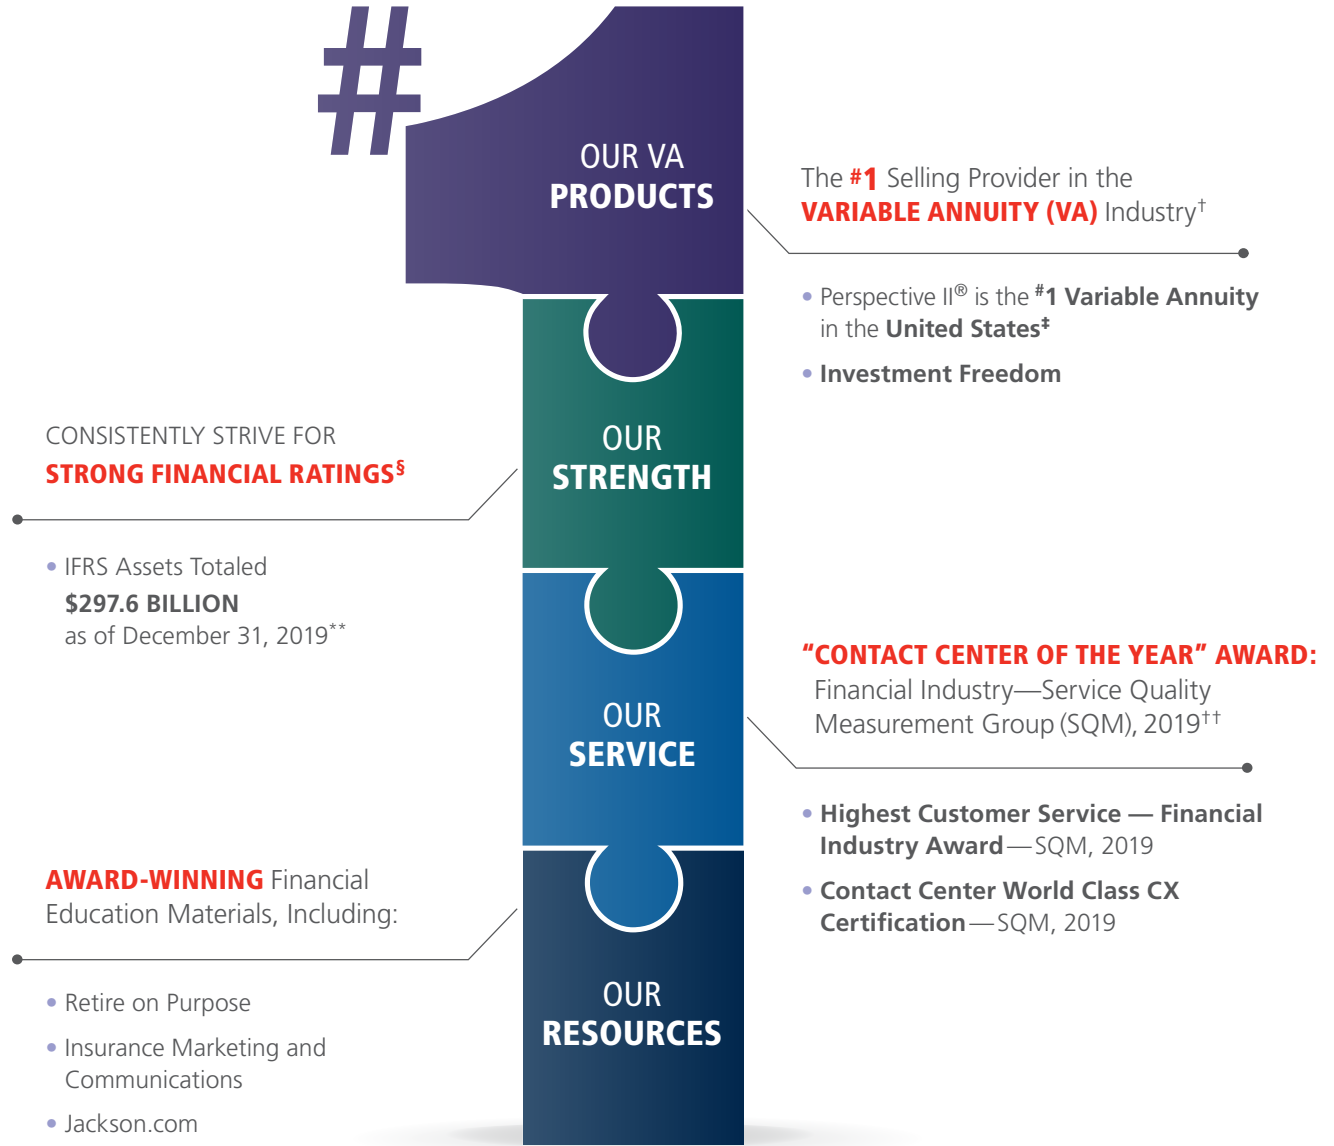 #1
OUR VA
PRODUCTS
The #1 Selling Provider in the
VARIABLE ANNUITY (VA) Industry†
• Perspective II® is the #1 Variable Annuity
in the United States‡
• Investment Freedom
OUR
STRENGTH
CONSISTENTLY STRIVE FOR
STRONG FINANCIAL RATINGS§
• IFRS Assets Totaled
$297.6 BILLION
as of December 31, 2019**
OUR
SERVICE
“CONTACT CENTER OF THE YEAR” AWARD:
Financial Industry—Service Quality
Measurement Group (SQM), 2019††
• Highest Customer Service — Financial
Industry Award—SQM, 2019
• Contact Center World Class CX
Certification—SQM, 2019
OUR
RESOURCES
AWARD-WINNING Financial
Education Materials, Including:
• Retire on Purpose
• Insurance Marketing and
Communications
• Jackson.com